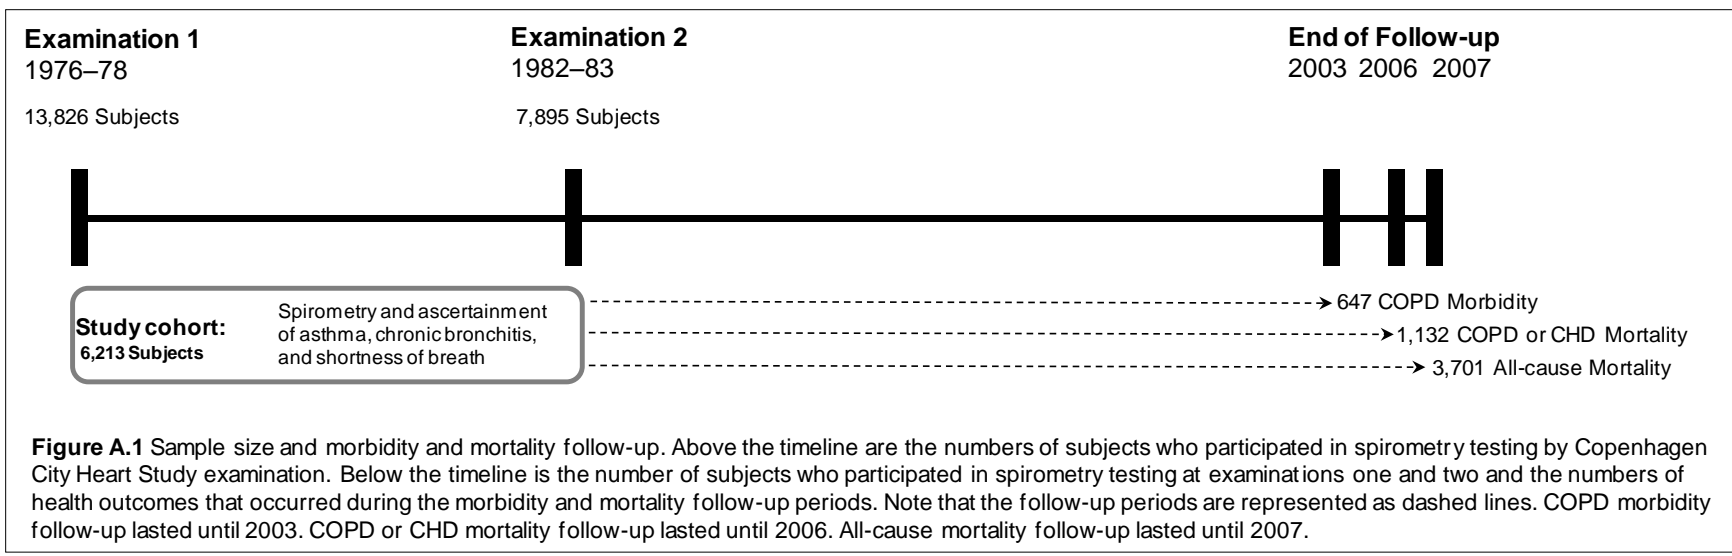 Examination 1
1976–78
13,826 Subjects
Examination 2
1982–83
7,895 Subjects
End of Follow-up
2003 2006 2007
Study cohort:
6,213 Subjects
Spirometry and ascertainment
of asthma, chronic bronchitis,
and shortness of breath
647 COPD Morbidity
1,132 COPD or CHD Mortality
3,701 All-cause Mortality
Figure A.1 Sample size and morbidity and mortality follow-up. Above the timeline are the numbers of subjects who participated in spirometry testing by Copenhagen
City Heart Study examination. Below the timeline is the number of subjects who participated in spirometry testing at examinations one and two and the numbers of
health outcomes that occurred during the morbidity and mortality follow-up periods. Note that the follow-up periods are represented as dashed lines. COPD morbidity
follow-up lasted until 2003. COPD or CHD mortality follow-up lasted until 2006. All-cause mortality follow-up lasted until 2007.